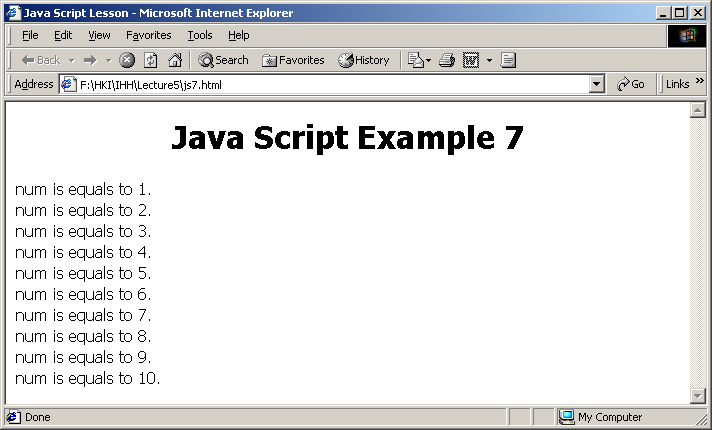 Java Script Lesson - Microsoft Internet Explorer
File Edit View Favorites Tools Help
Back Search Favorites History
Address F:\HKI\IHH\Lecture5\js7.html Go Links »
Java Script Example 7
num is equals to 1.
num is equals to 2.
num is equals to 3.
num is equals to 4.
num is equals to 5.
num is equals to 6.
num is equals to 7.
num is equals to 8.
num is equals to 9.
num is equals to 10.
Done My Computer